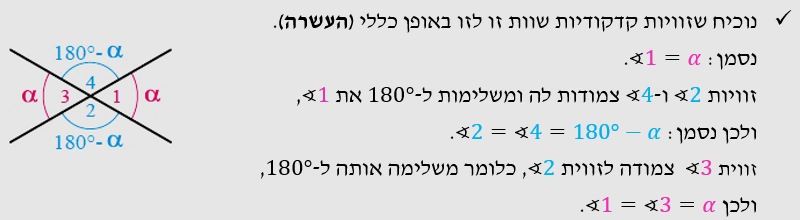 ✓ נוכיח שזוויות קדקודיות שוות זו לזו באופן כללי (העשרה).
נסמן: ∢1 = α.
זוויות ∢2 ו-∢4 צמודות לה ומשלימות ל-180° את ∢1,
ולכן נסמן: ∢2 = ∢4 = 180° − α.
זווית ∢3 צמודה לזווית ∢2, כלומר משלימה אותה ל-180°,
ולכן ∢1 = ∢3 = α.
180°- α
4
α 3 1 α
2
180°- α